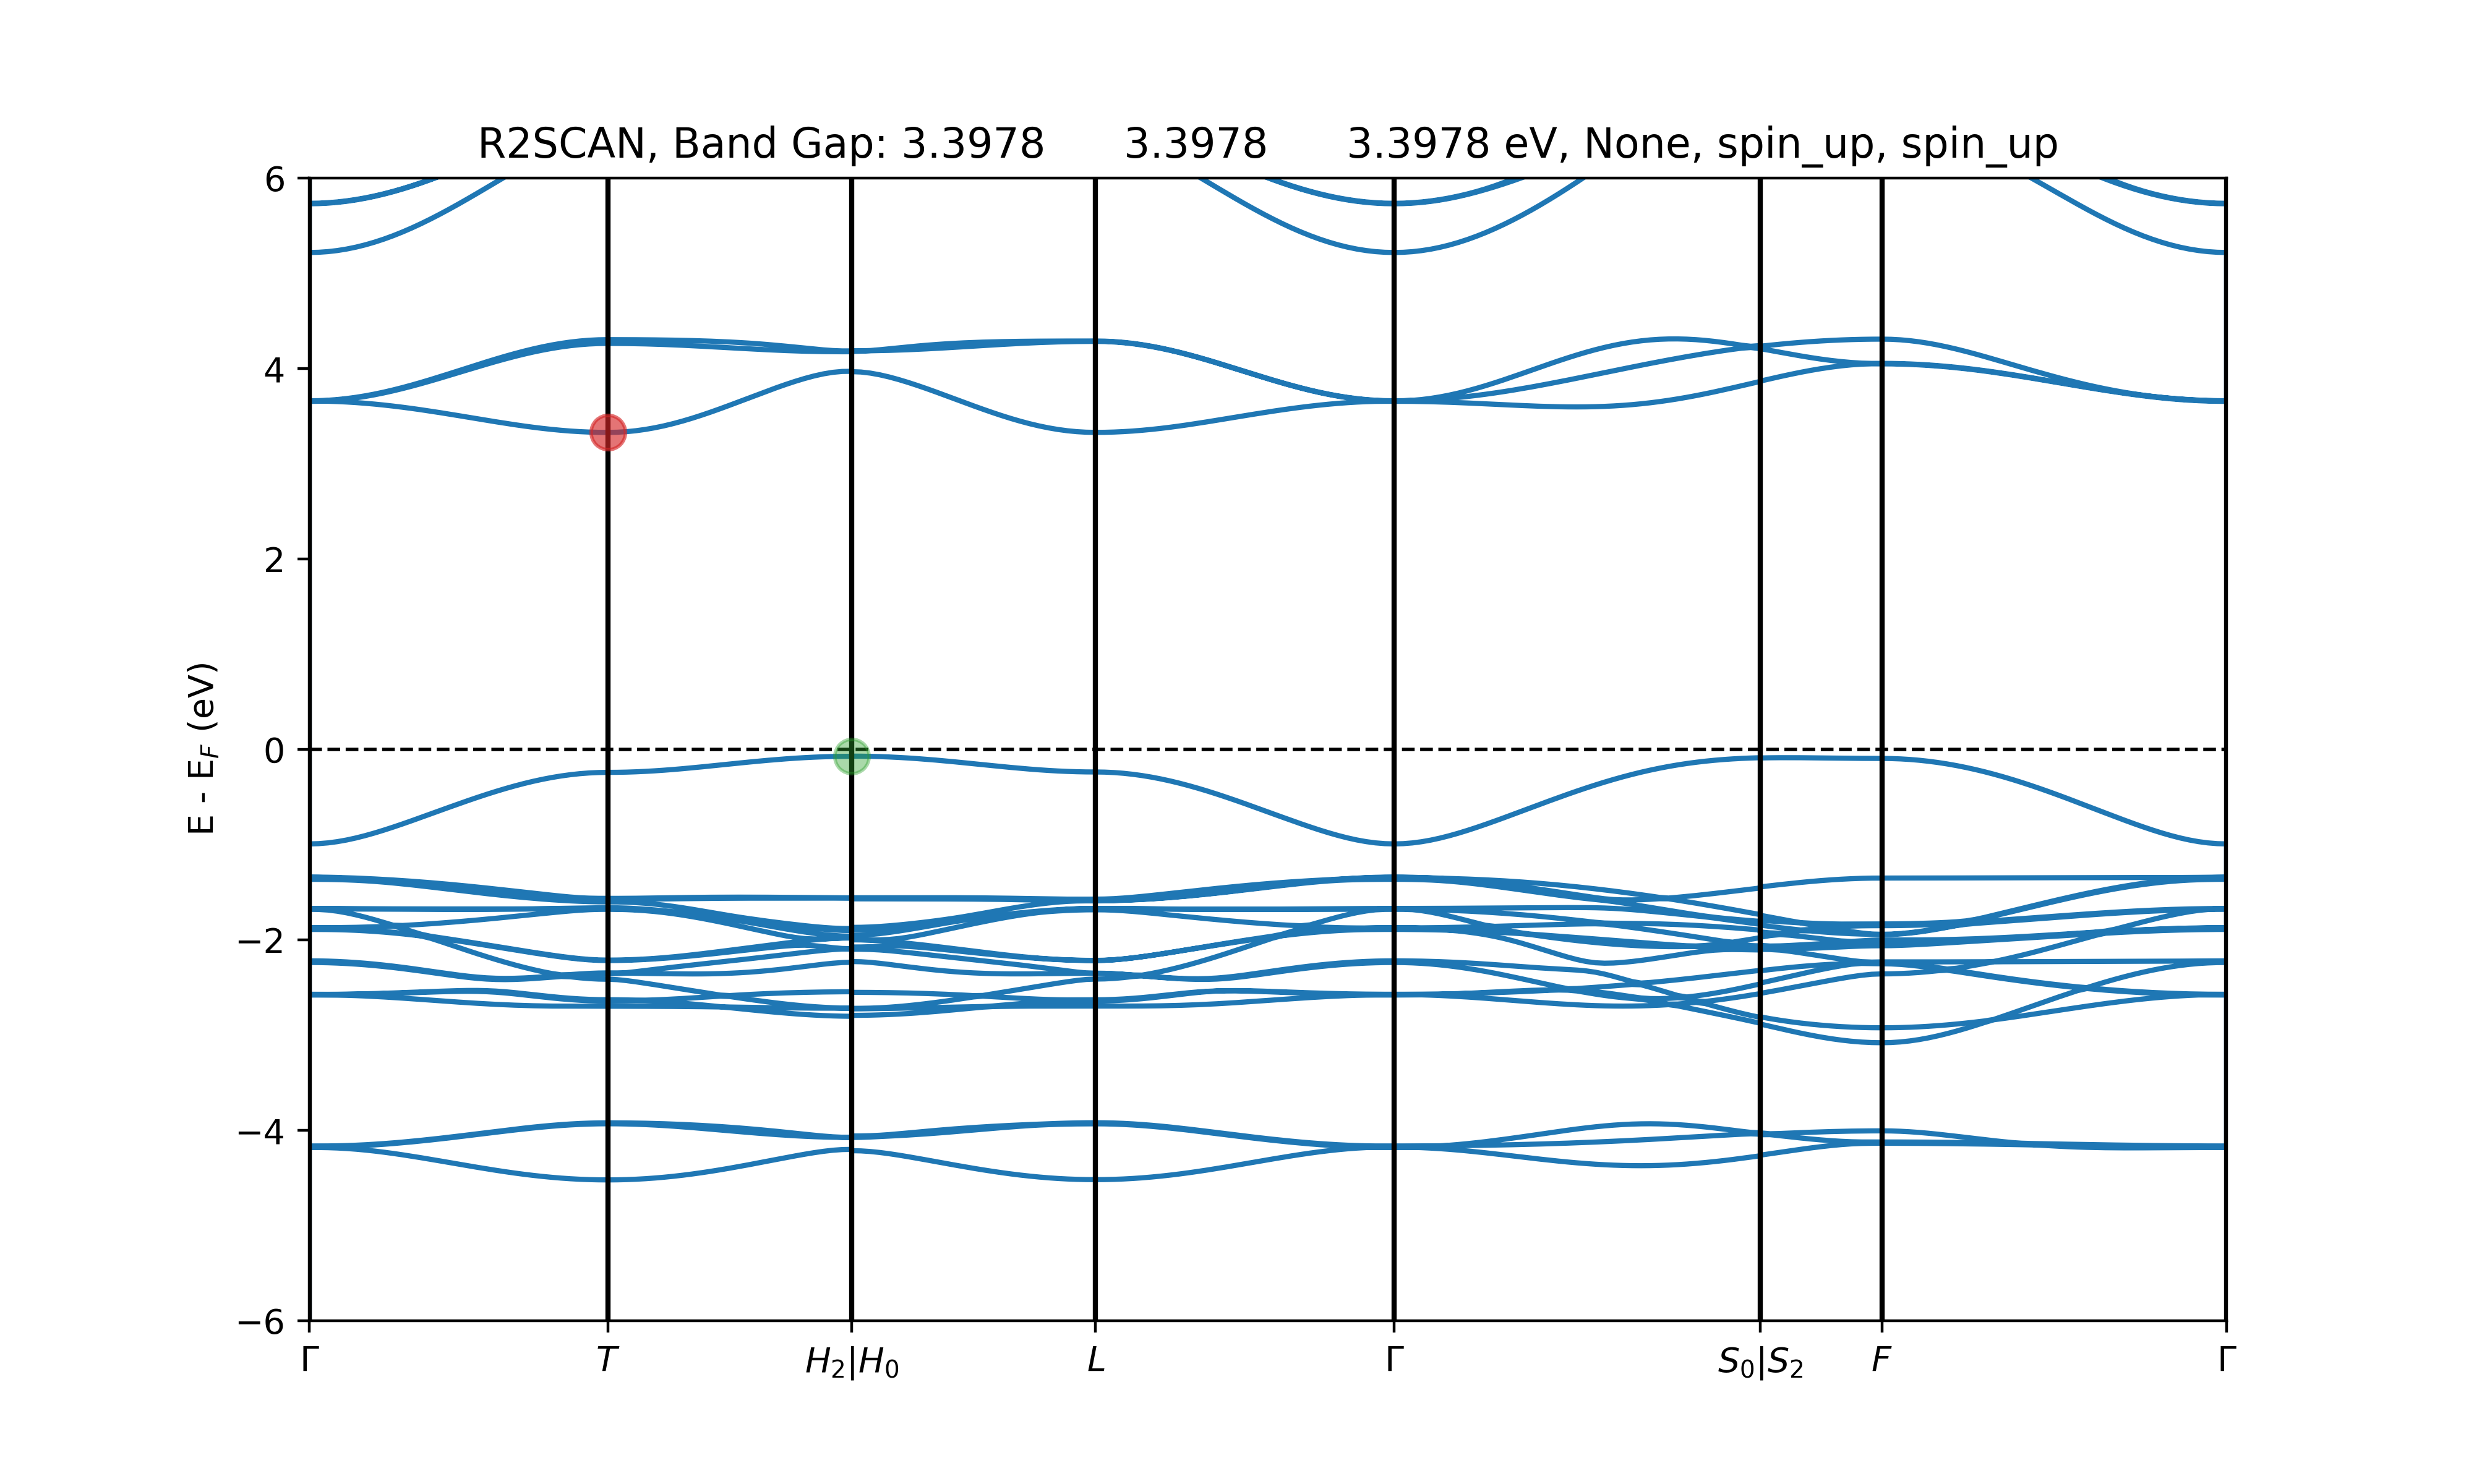 R2SCAN, Band Gap: 3.3978 3.3978 3.3978 eV, None, spin_up, spin_up
6
4
2
0
−2
−4
−6
E - E_F (eV)
Γ T H₂|H₀ L Γ S₀|S₂ F Γ